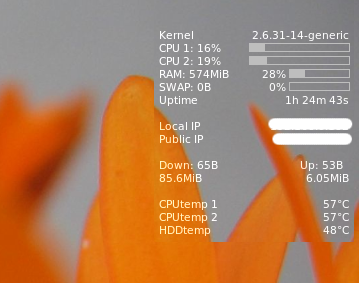 Kernel 2.6.31-14-generic
CPU 1: 16%
CPU 2: 19%
RAM: 574MiB 28%
SWAP: 0B 0%
Uptime 1h 24m 43s
Local IP
Public IP
Down: 65B Up: 53B
85.6MiB 6.05MiB
CPUtemp 1 57°C
CPUtemp 2 57°C
HDDtemp 48°C